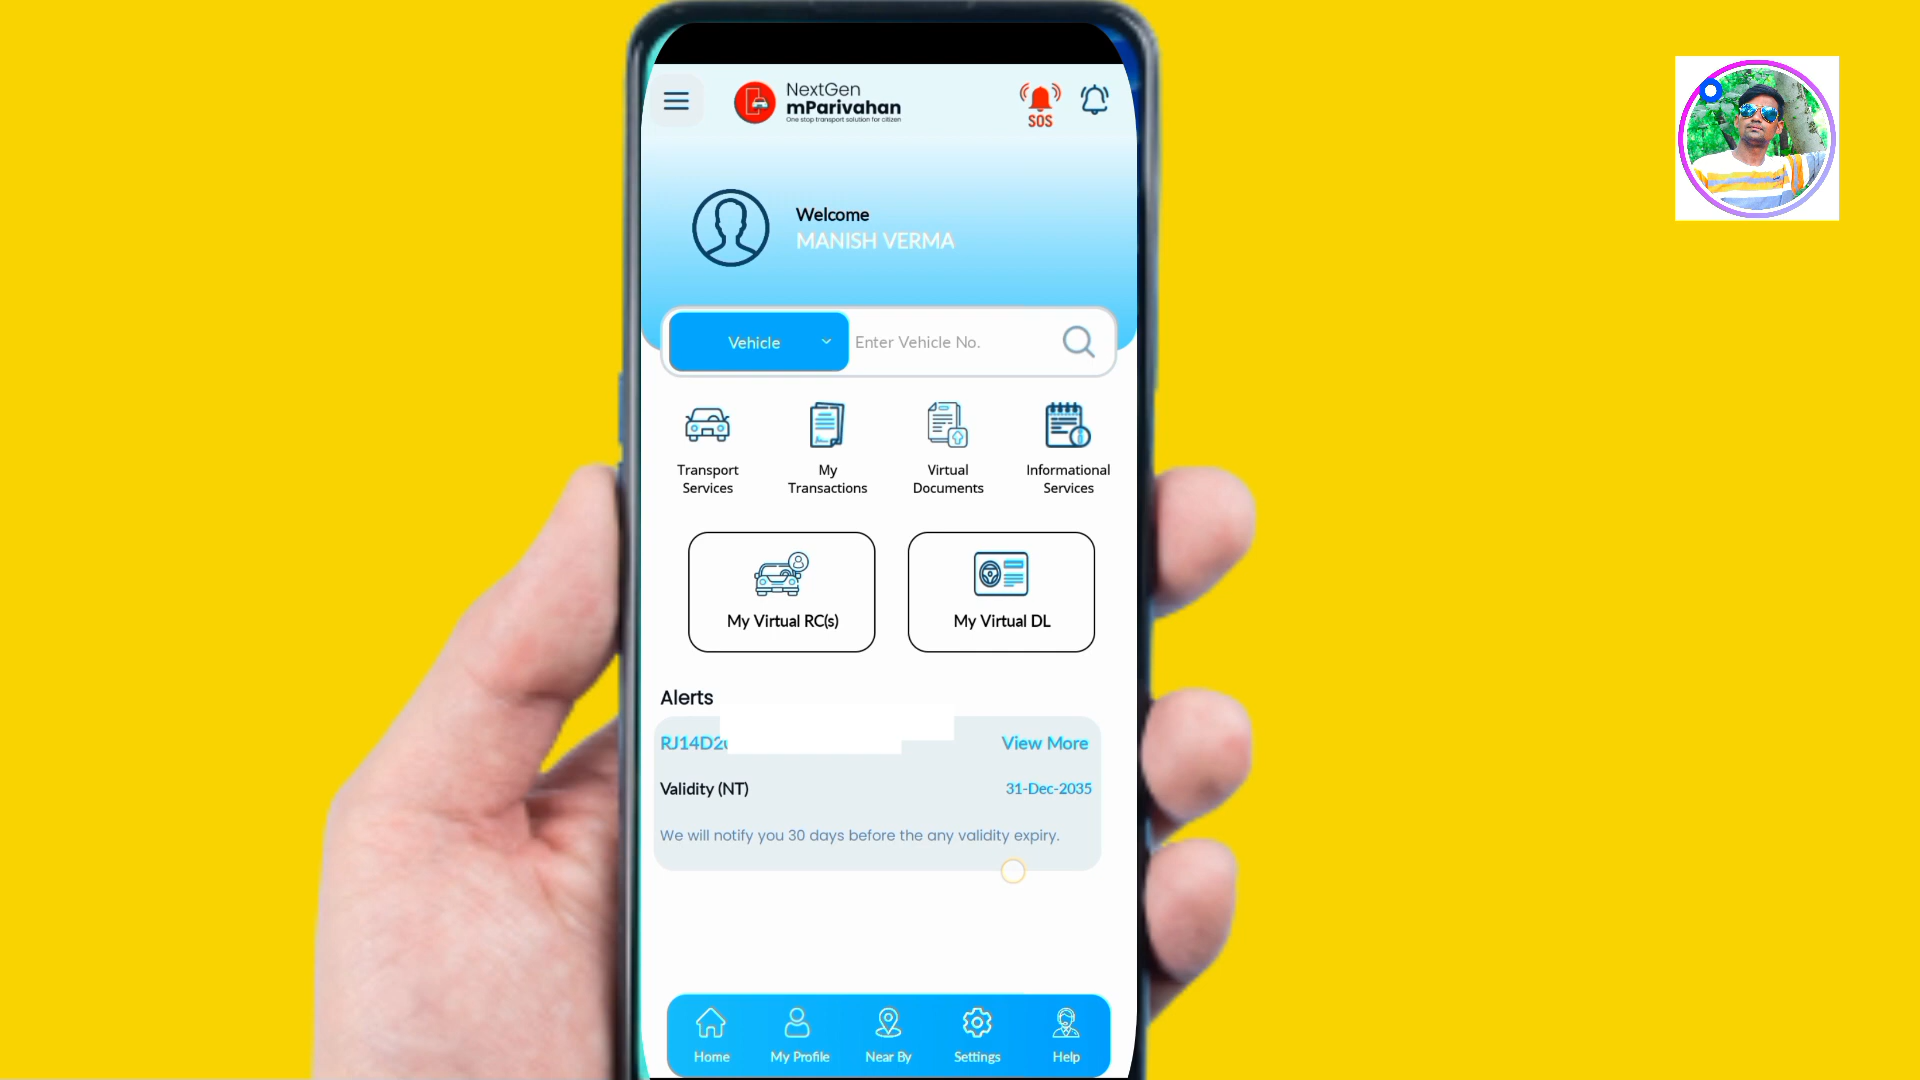 NextGen
mParivahan
One stop transport solution for citizen
SOS
Welcome
MANISH VERMA
Vehicle
Enter Vehicle No.
Transport
Services
My
Transactions
Virtual
Documents
Informational
Services
My Virtual RC(s)
My Virtual DL
Alerts
RJ14D2
View More
Validity (NT)
31-Dec-2035
We will notify you 30 days before the any validity expiry.
Home
My Profile
Near By
Settings
Help